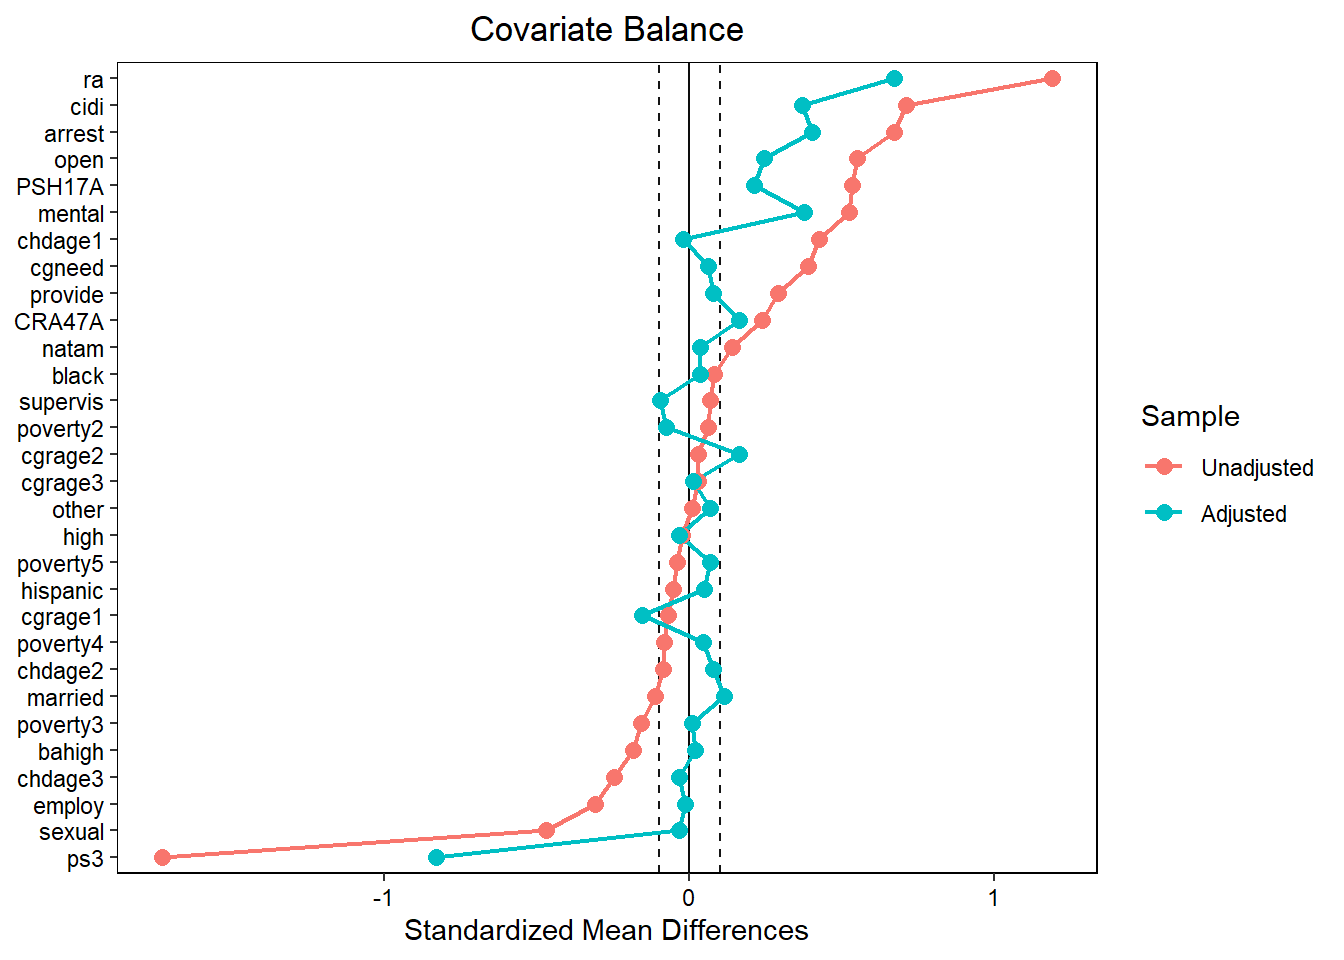 Covariate Balance
ra
cidi
arrest
open
PSH17A
mental
chdage1
cgneed
provide
CRA47A
natam
black
supervis
poverty2
cgrage2
cgrage3
other
high
poverty5
hispanic
cgrage1
poverty4
chdage2
married
poverty3
bahigh
chdage3
employ
sexual
ps3
-1 0 1
Standardized Mean Differences
Sample
Unadjusted
Adjusted